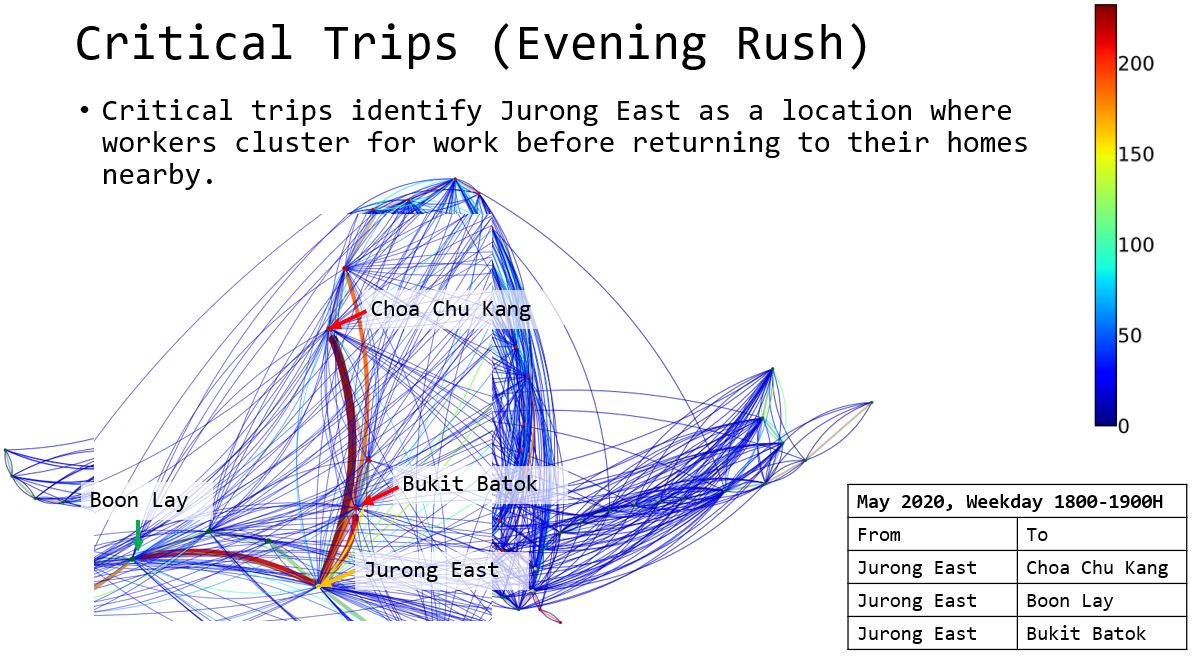 Critical Trips (Evening Rush)
• Critical trips identify Jurong East as a location where
workers cluster for work before returning to their homes
nearby.
200
150
100
50
0
Choa Chu Kang
Bukit Batok
Boon Lay
Jurong East
May 2020, Weekday 1800-1900H
From To
Jurong East Choa Chu Kang
Jurong East Boon Lay
Jurong East Bukit Batok